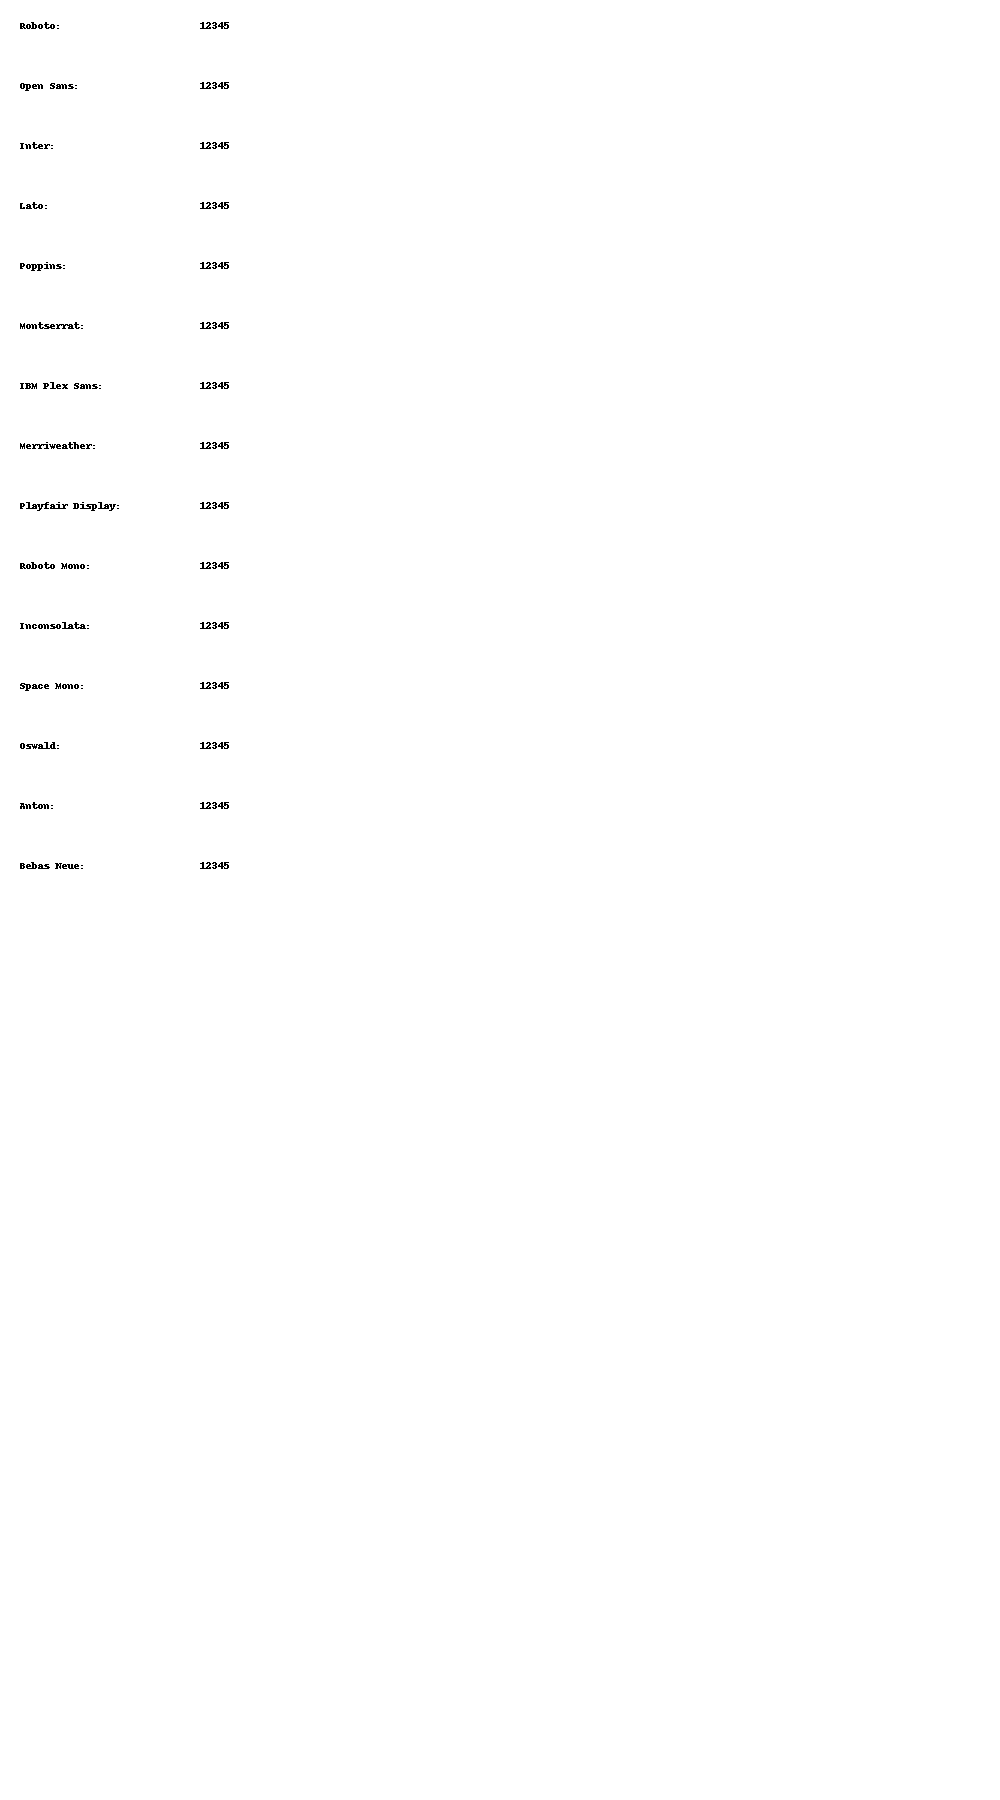 Roboto: 12345
Open Sans: 12345
Inter: 12345
Lato: 12345
Poppins: 12345
Montserrat: 12345
IBM Plex Sans: 12345
Merriweather: 12345
Playfair Display: 12345
Roboto Mono: 12345
Inconsolata: 12345
Space Mono: 12345
Oswald: 12345
Anton: 12345
Bebas Neue: 12345